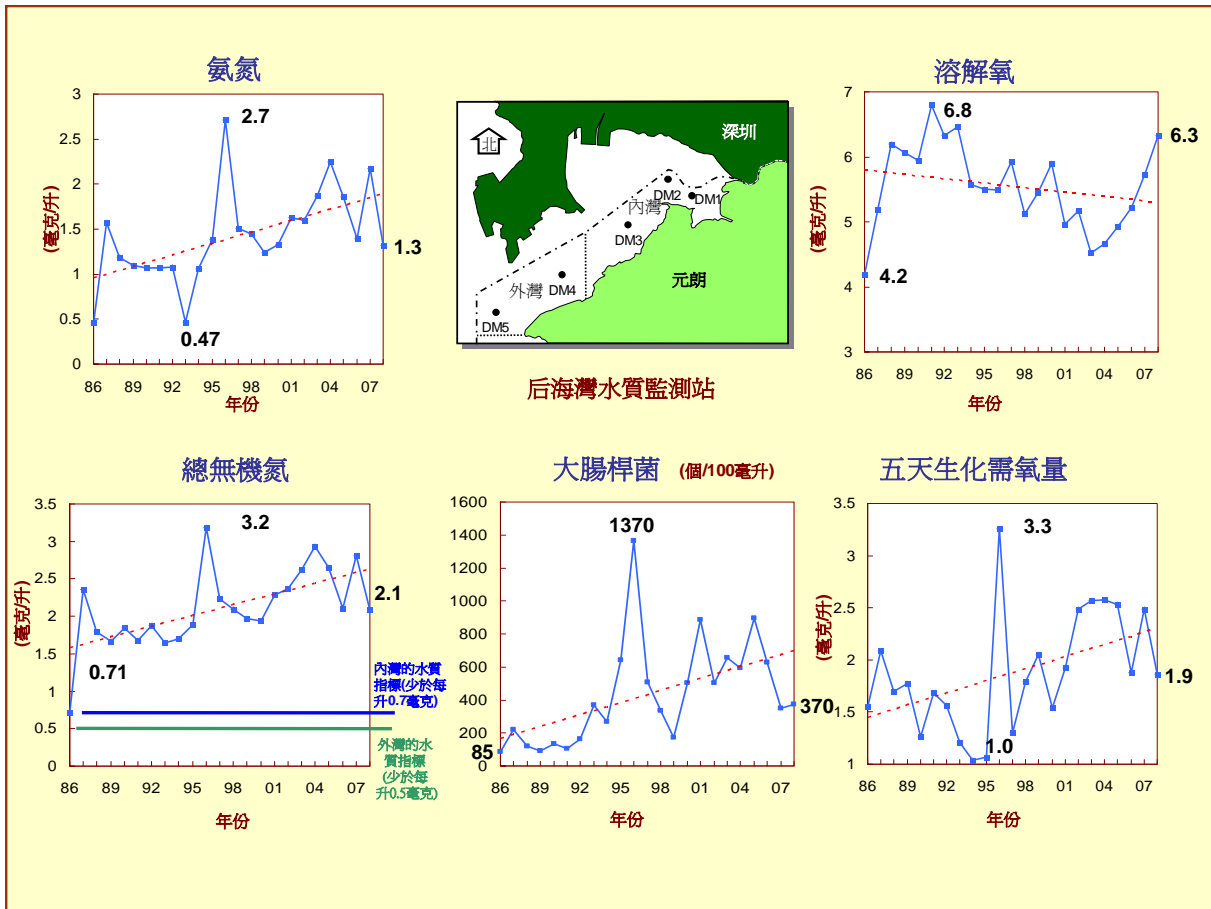 氨氮
(毫克/升)
3
2.5
2
1.5
1
0.5
0
2.7
0.47
1.3
86 89 92 95 98 01 04 07
年份
北
深圳
DM2
DM1
內灣
DM3
元朗
外灣
DM4
DM5
后海灣水質監測站
溶解氧
(毫克/升)
7
6
5
4
3
6.8
6.3
4.2
86 89 92 95 98 01 04 07
年份
總無機氮
(毫克/升)
3.5
3
2.5
2
1.5
1
0.5
0
3.2
2.1
0.71
內灣的水質
指標(少於每
升0.7毫克)
外灣的水
質指標
(少於每
升0.5毫克)
86 89 92 95 98 01 04 07
年份
大腸桿菌 (個/100毫升)
1600
1400
1200
1000
800
600
400
200
0
1370
370
85
86 89 92 95 98 01 04 07
年份
五天生化需氧量
(毫克/升)
3.5
3
2.5
2
1.5
1
3.3
1.9
1.0
86 89 92 95 98 01 04 07
年份